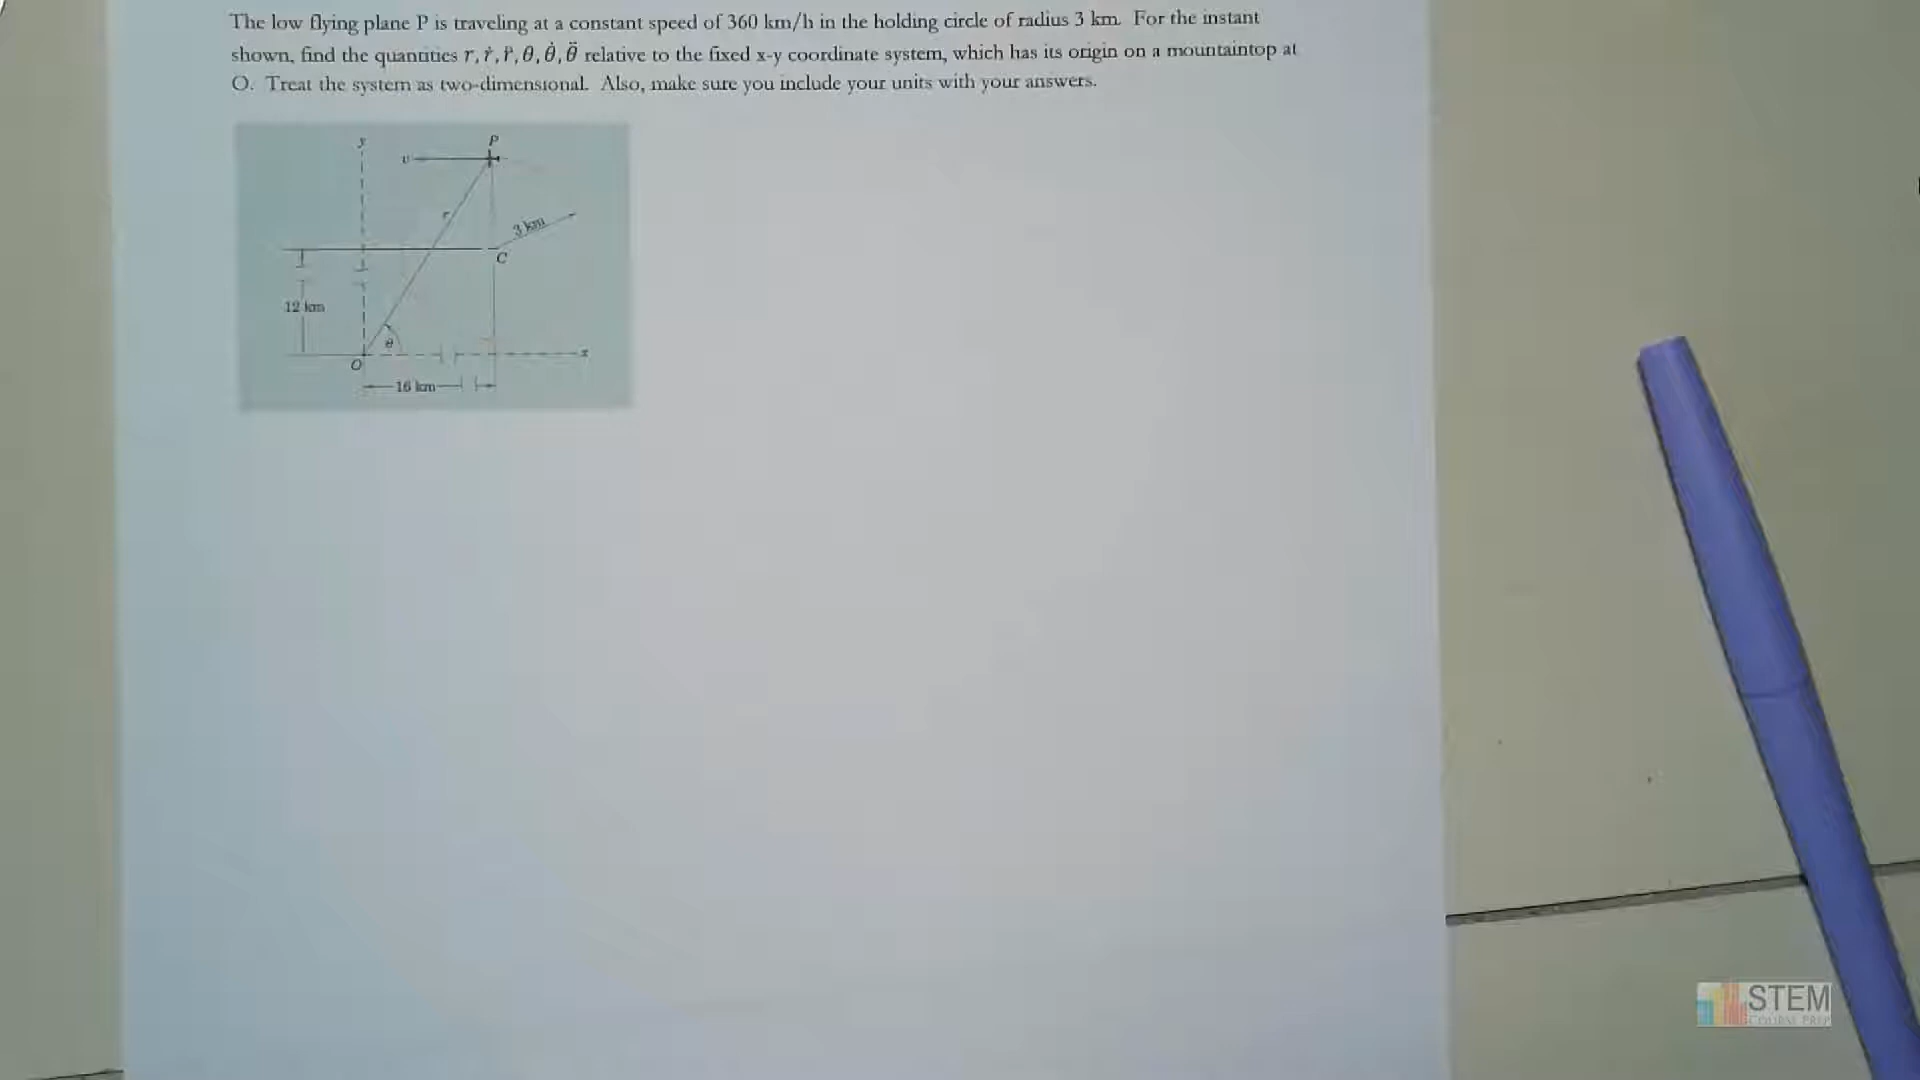 The low flying plane P is traveling at a constant speed of 360 km/h in the holding circle of radius 3 km. For the instant
shown, find the quantities r, ṙ, r̈, θ, θ̇, θ̈ relative to the fixed x-y coordinate system, which has its origin on a mountaintop at
O. Treat the system as two-dimensional. Also, make sure you include your units with your answers.
y
P
v
r
3 km
C
12 km
θ
x
O
16 km
STEM
COURSE PREP